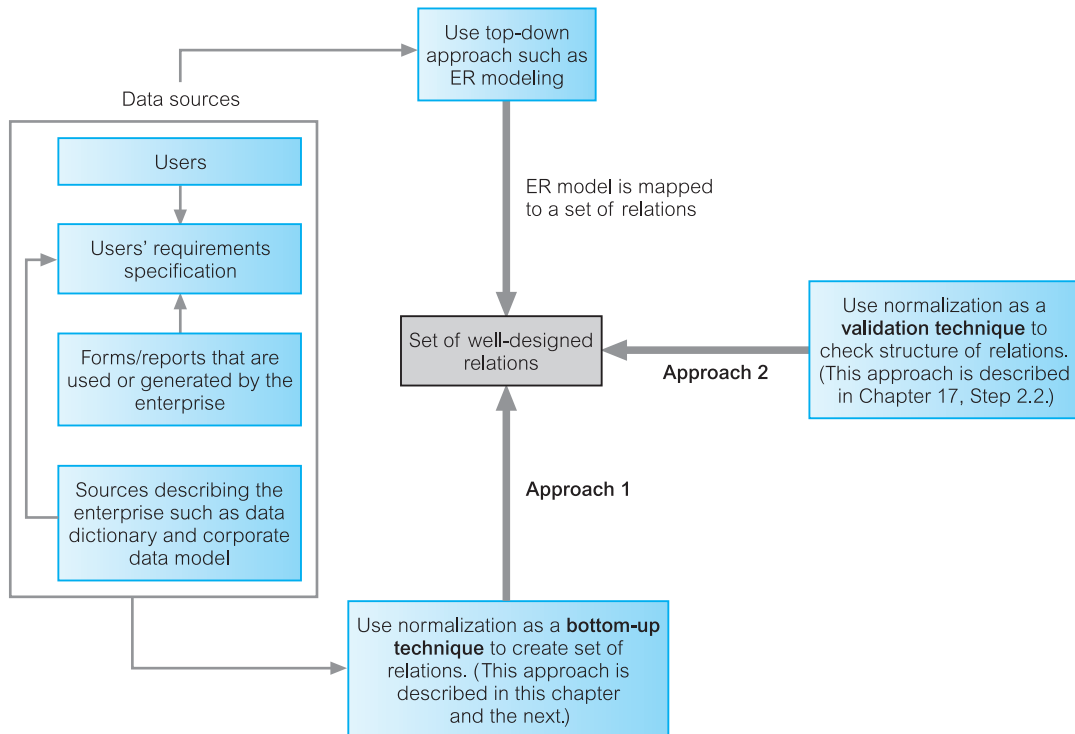 Use top-down
approach such as
ER modeling
Data sources
Users
Users’ requirements
specification
Forms/reports that are
used or generated by the
enterprise
Sources describing the
enterprise such as data
dictionary and corporate
data model
ER model is mapped
to a set of relations
Set of well-designed
relations
Approach 2
Use normalization as a
validation technique to
check structure of relations.
(This approach is described
in Chapter 17, Step 2.2.)
Approach 1
Use normalization as a bottom-up
technique to create set of
relations. (This approach is
described in this chapter
and the next.)